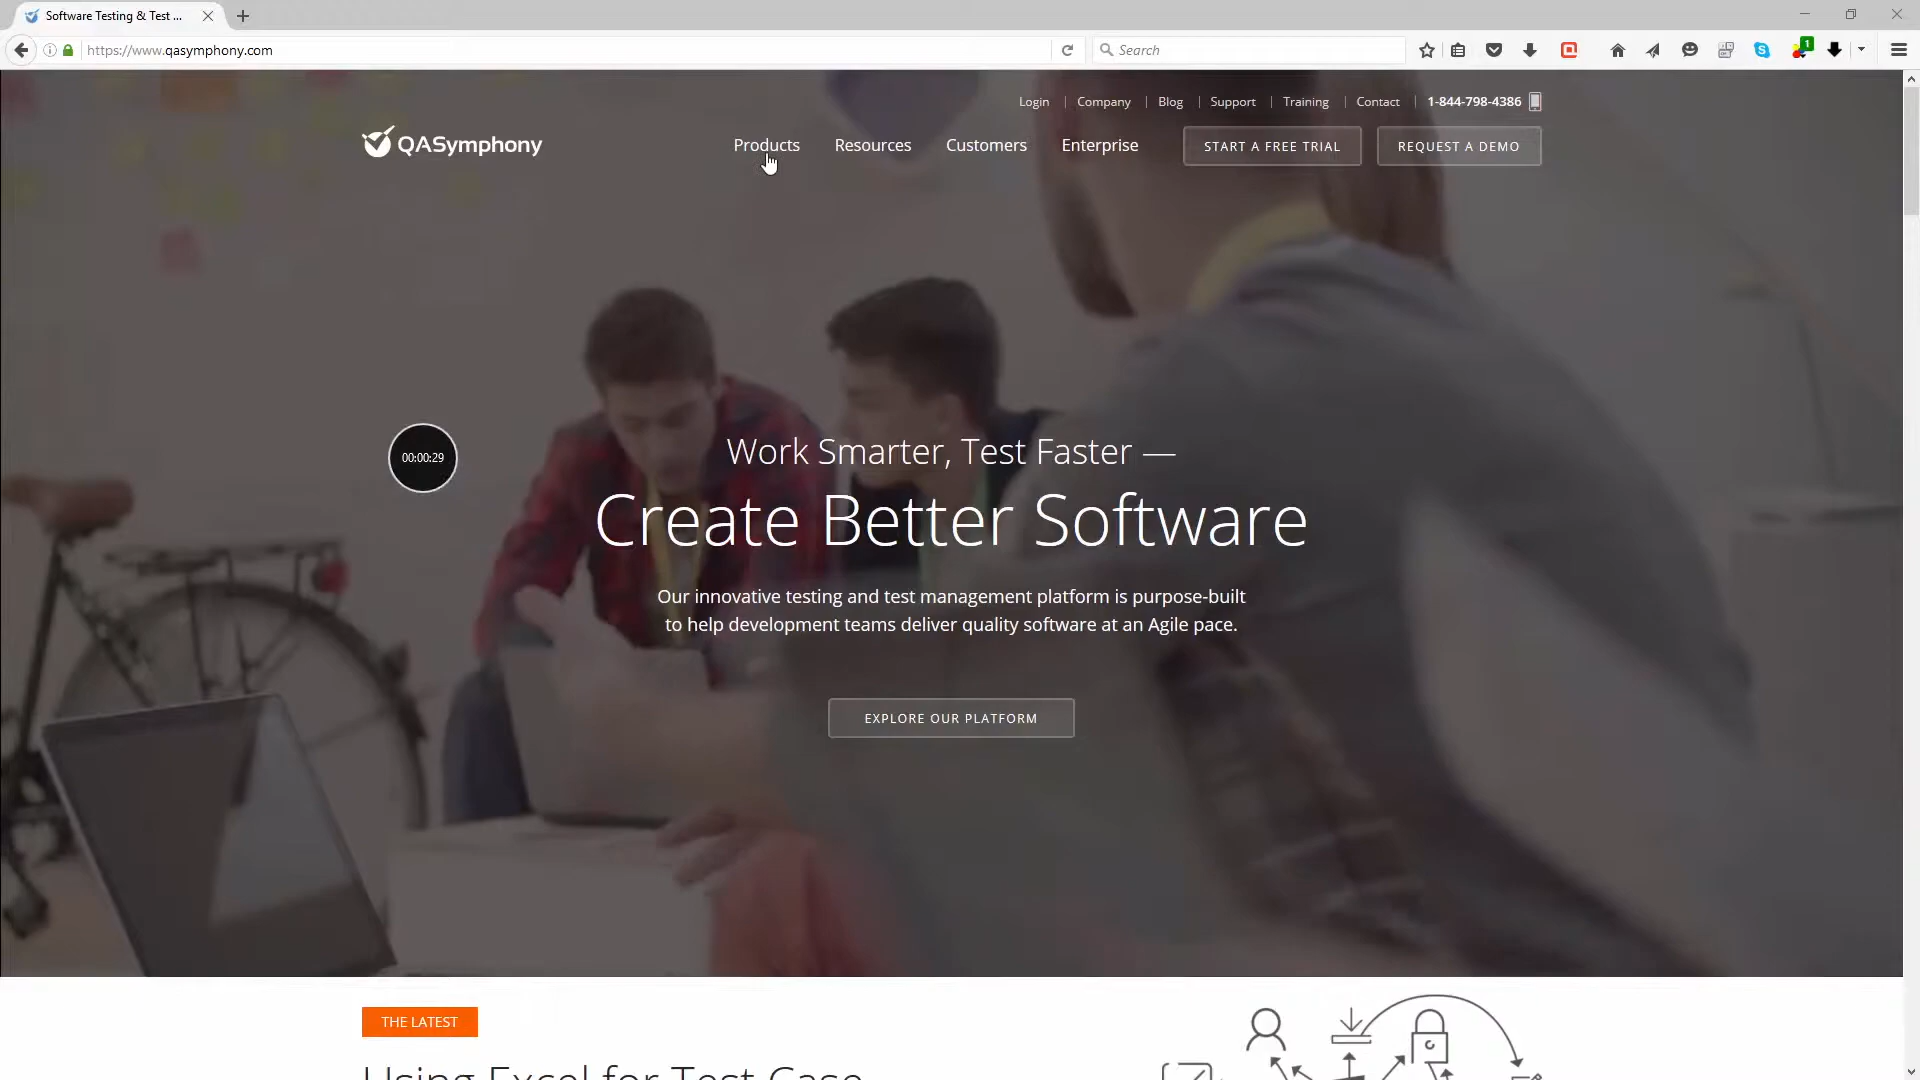 Software Testing & Test ...
https://www.qasymphony.com
Search
1
Login | Company | Blog | Support | Training | Contact | 1-844-798-4386
QASymphony
Products Resources Customers Enterprise START A FREE TRIAL REQUEST A DEMO
00:00:29
Work Smarter, Test Faster —
Create Better Software
Our innovative testing and test management platform is purpose-built
to help development teams deliver quality software at an Agile pace.
EXPLORE OUR PLATFORM
THE LATEST
Using Excel for Test Case